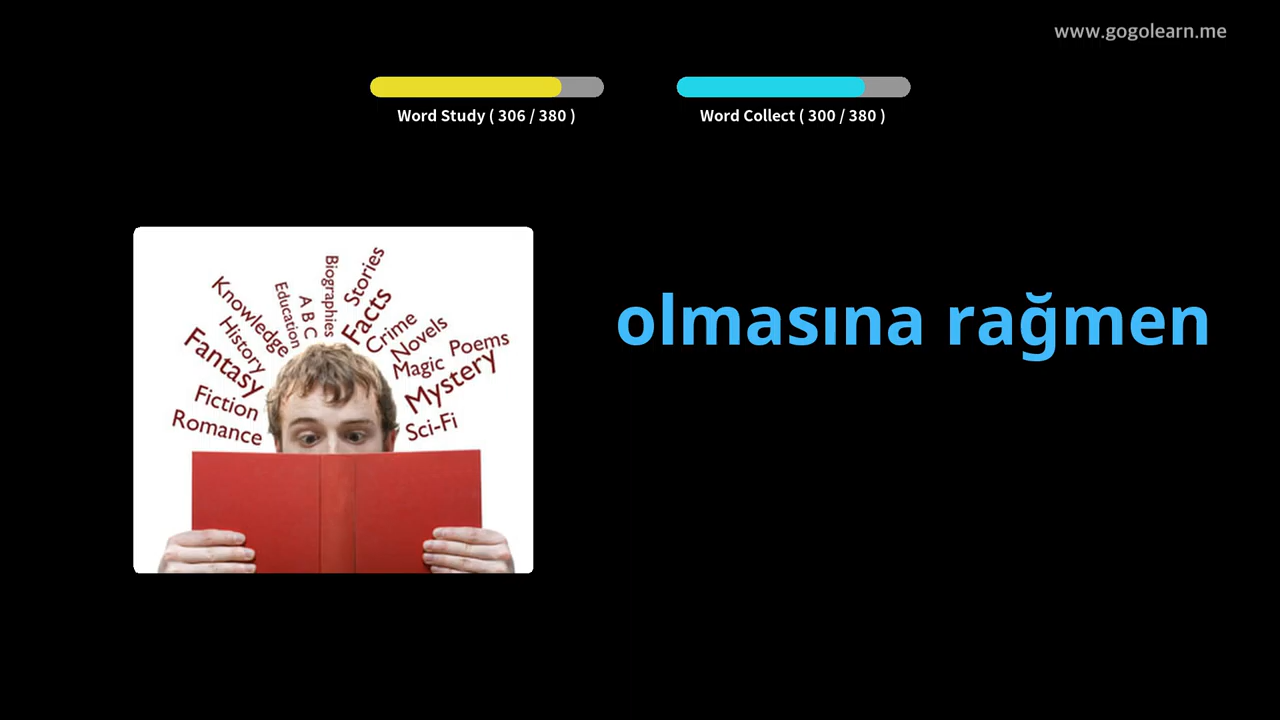 www.gogolearn.me
Word Study ( 306 / 380 )
Word Collect ( 300 / 380 )
Knowledge
History
Fantasy
Fiction
Romance
Education
A B C
Biographies
Stories
Facts
Crime
Novels
Magic
Poems
Mystery
Sci-Fi
olmasına rağmen